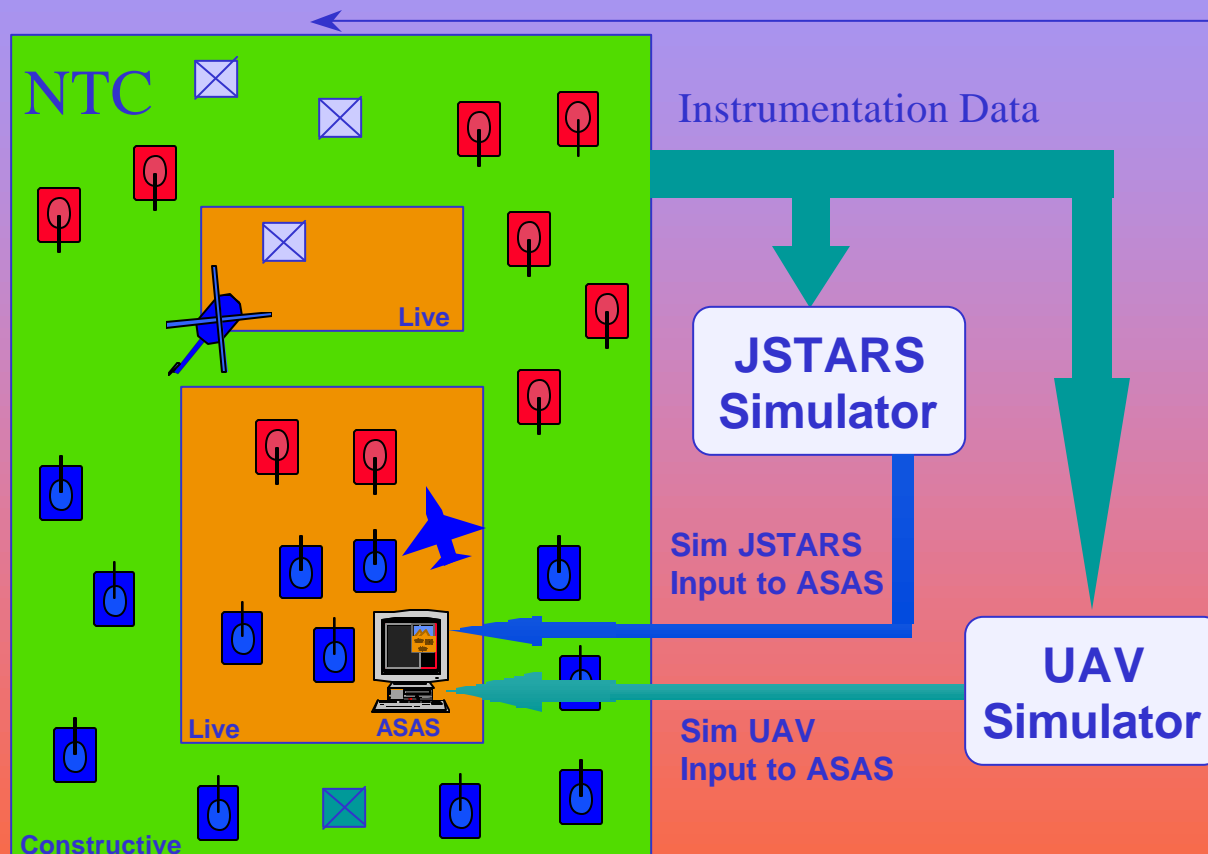 NTC
Instrumentation Data
Live
JSTARS
Simulator
Sim JSTARS
Input to ASAS
UAV
Simulator
Live
ASAS
Sim UAV
Input to ASAS
Constructive